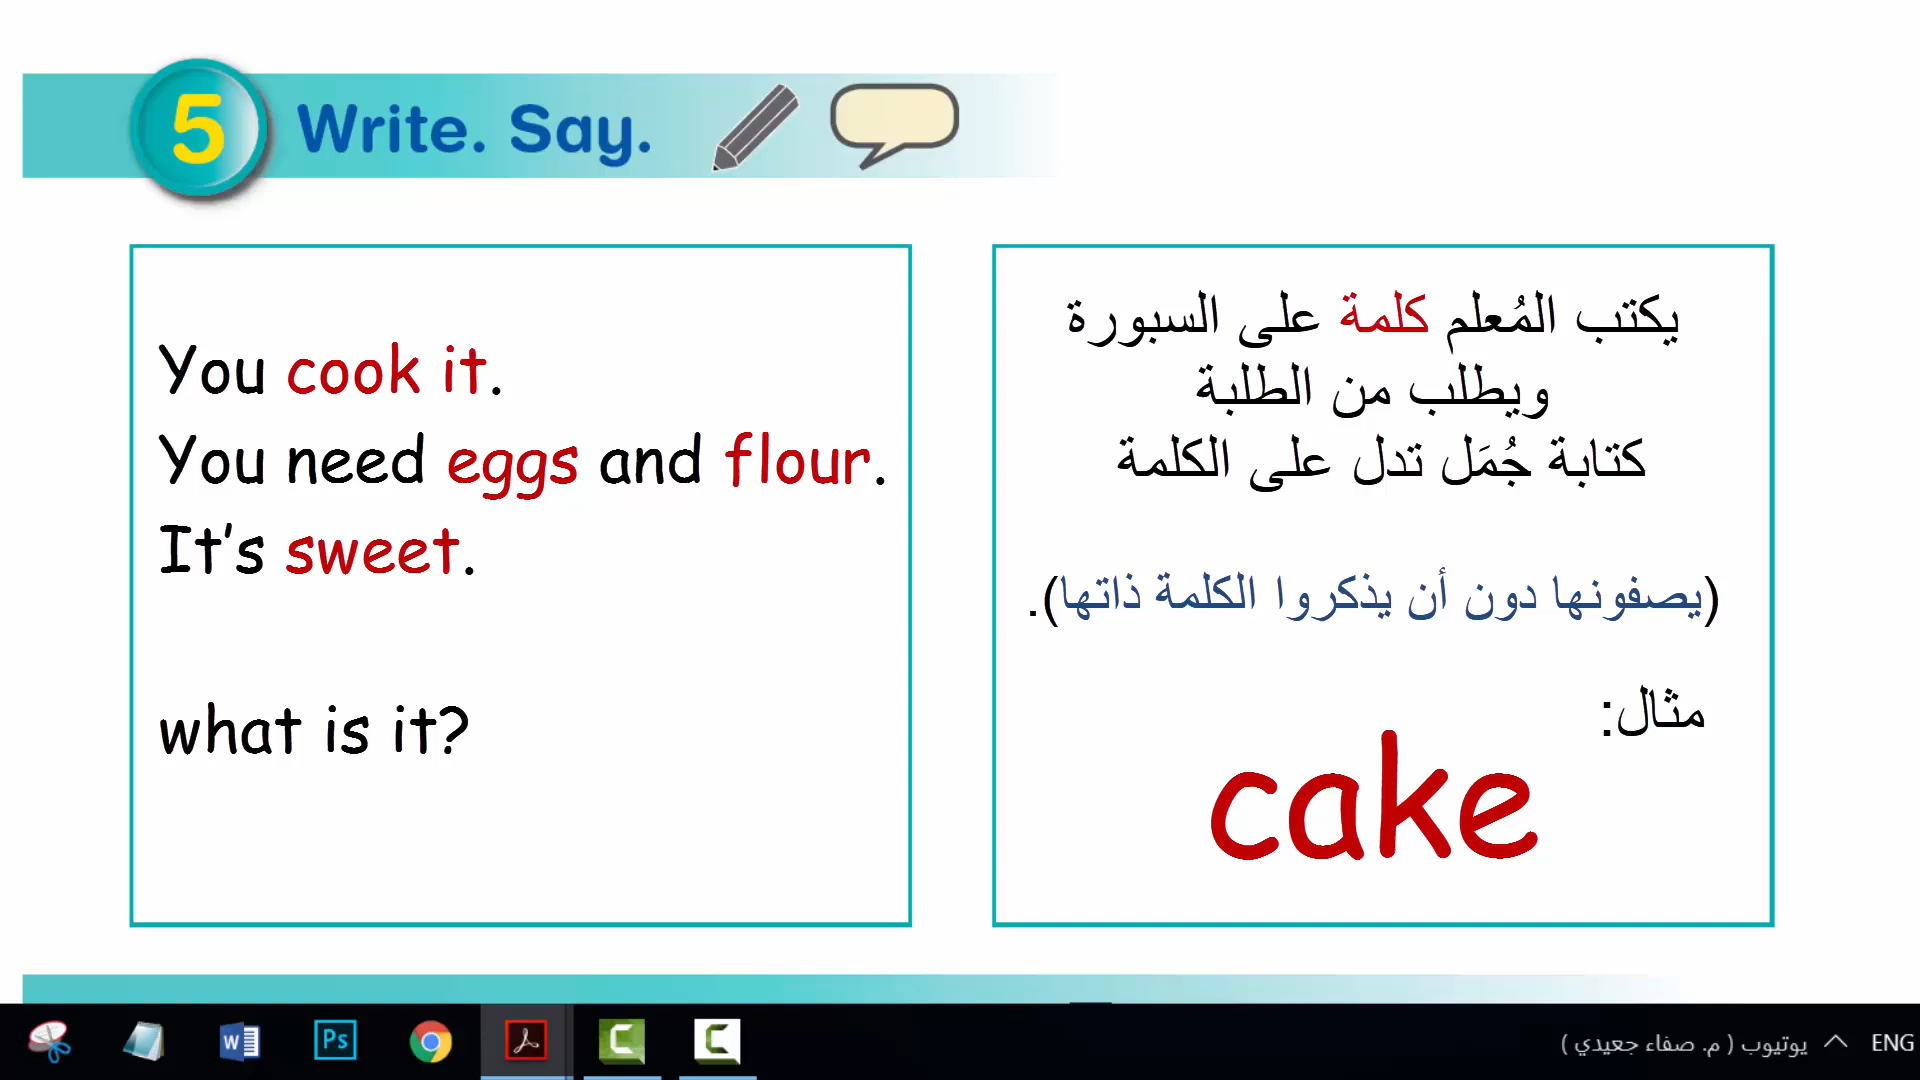 5 Write. Say.
You cook it.
You need eggs and flour.
It's sweet.
what is it?
يكتب المُعلم كلمة على السبورة
ويطلب من الطلبة
كتابة جُمَل تدل على الكلمة
(يصفونها دون أن يذكروا الكلمة ذاتها).
مثال:
cake
Ps
يوتيوب ( م. صفاء جعيدي )
ENG